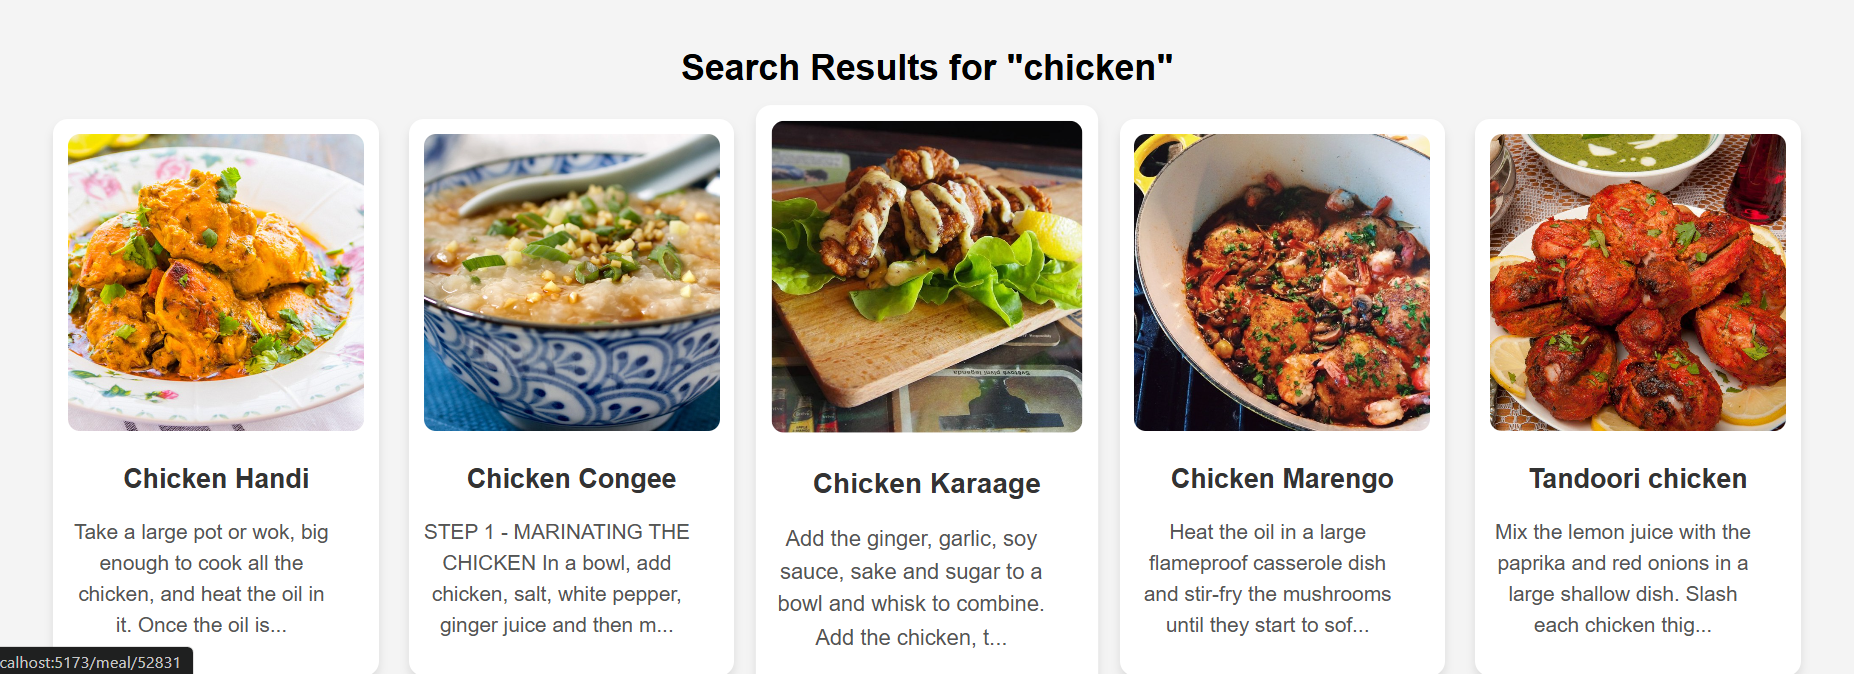 Search Results for "chicken"
Chicken Handi
Take a large pot or wok, big
enough to cook all the
chicken, and heat the oil in
it. Once the oil is...
Chicken Congee
STEP 1 - MARINATING THE
CHICKEN In a bowl, add
chicken, salt, white pepper,
ginger juice and then m...
Chicken Karaage
Add the ginger, garlic, soy
sauce, sake and sugar to a
bowl and whisk to combine.
Add the chicken, t...
Chicken Marengo
Heat the oil in a large
flameproof casserole dish
and stir-fry the mushrooms
until they start to sof...
Tandoori chicken
Mix the lemon juice with the
paprika and red onions in a
large shallow dish. Slash
each chicken thig...
calhost:5173/meal/52831